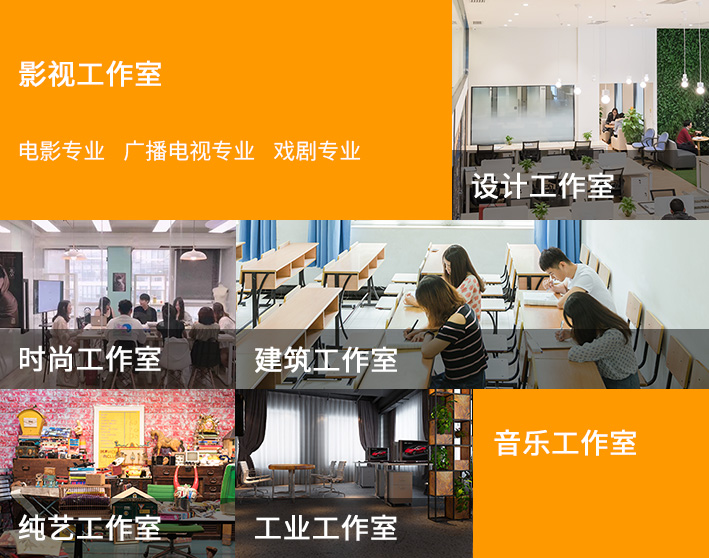 影视工作室
电影专业 广播电视专业 戏剧专业
设计工作室
时尚工作室
建筑工作室
纯艺工作室
工业工作室
音乐工作室